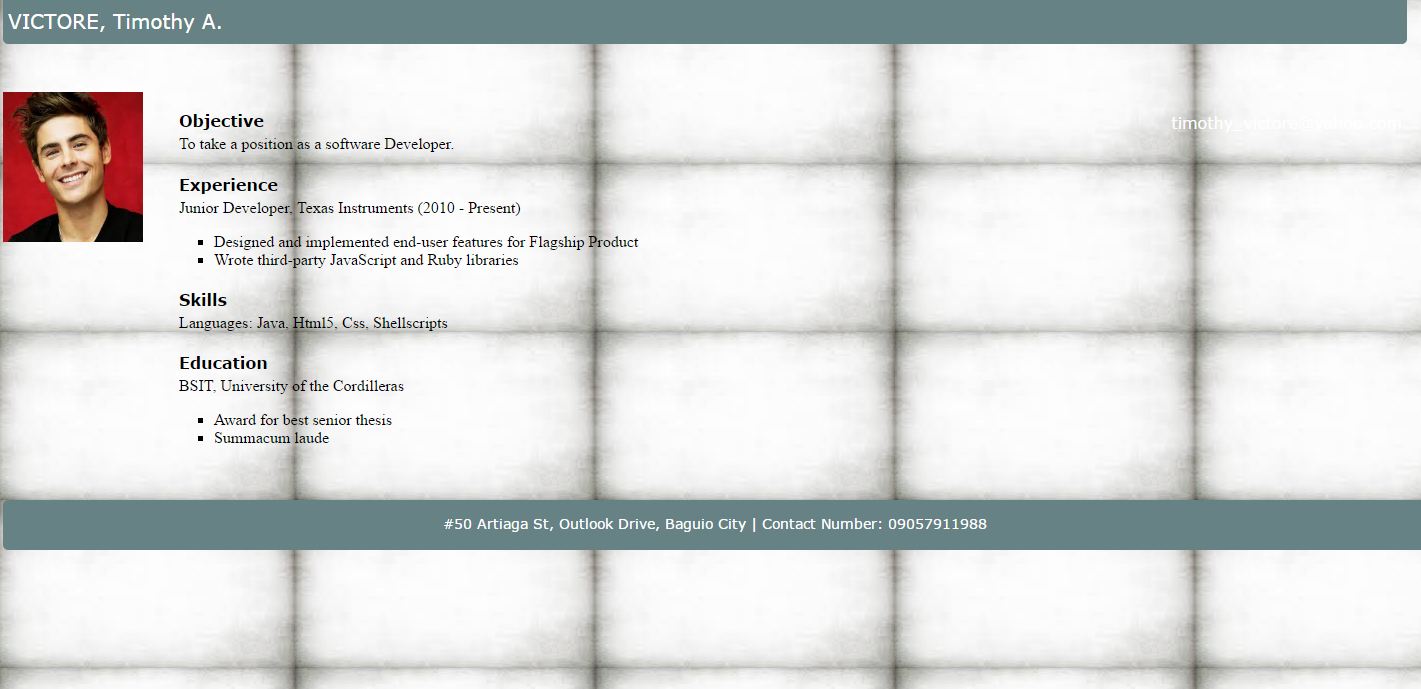 VICTORE, Timothy A.
Objective
timothy_victore@yahoo.com
To take a position as a software Developer.
Experience
Junior Developer, Texas Instruments (2010 - Present)
Designed and implemented end-user features for Flagship Product
Wrote third-party JavaScript and Ruby libraries
Skills
Languages: Java, Html5, Css, Shellscripts
Education
BSIT, University of the Cordilleras
Award for best senior thesis
Summacum laude
#50 Artiaga St, Outlook Drive, Baguio City | Contact Number: 09057911988